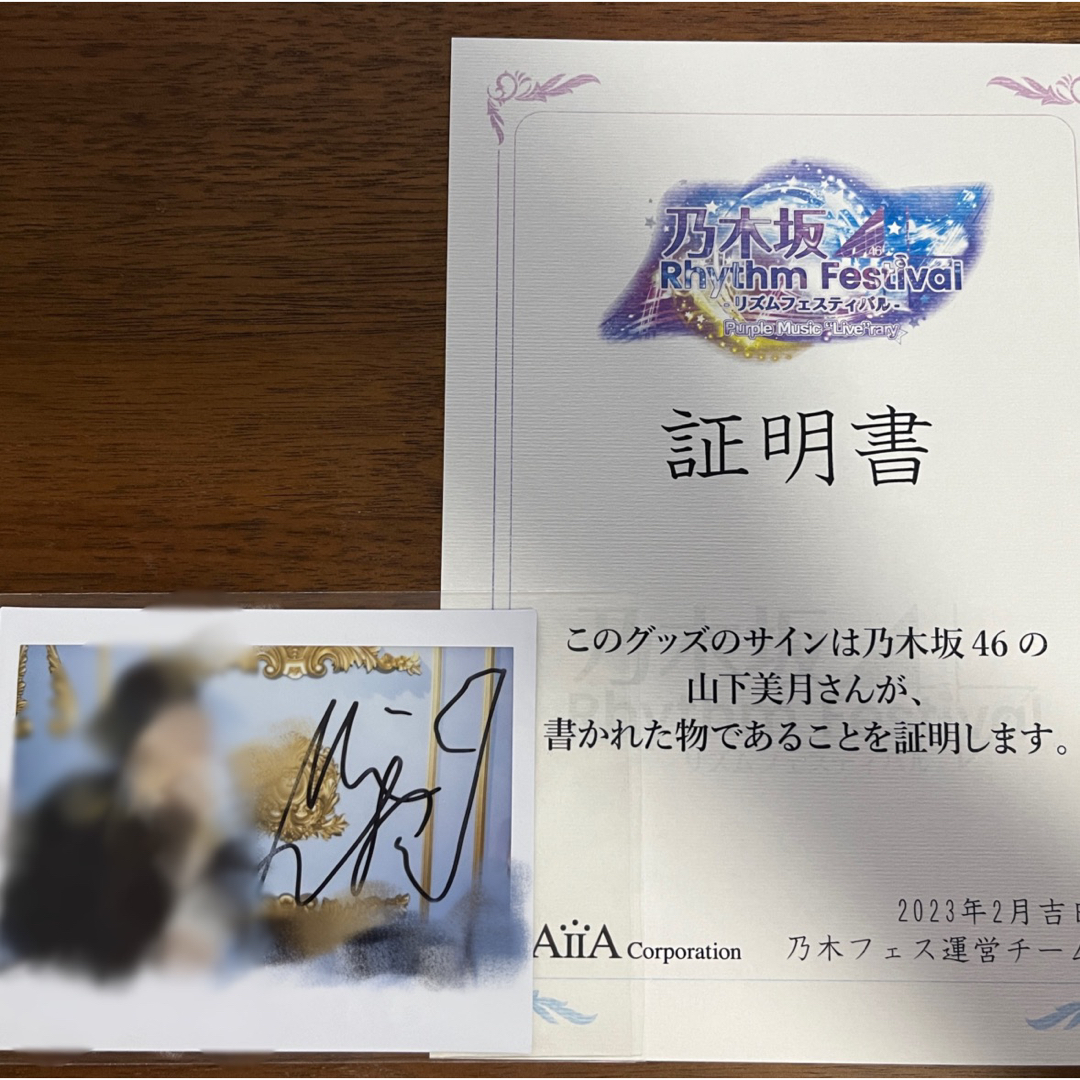 乃木坂46
Rhythm Festival
- リズムフェスティバル -
Purple Music "Live"rary
証明書
このグッズのサインは乃木坂46の
山下美月さんが、
書かれた物であることを証明します。
2023年2月吉日
AiiA Corporation
乃木フェス運営チーム